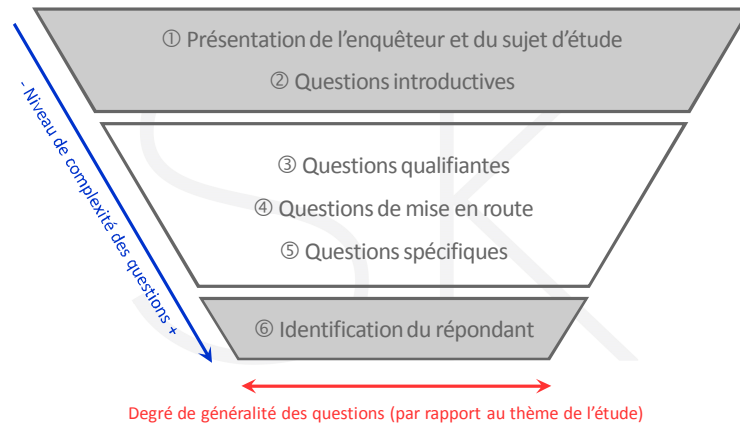 ① Présentation de l'enquêteur et du sujet d'étude
② Questions introductives
- Niveau de complexité des questions +
③ Questions qualifiantes
④ Questions de mise en route
⑤ Questions spécifiques
⑥ Identification du répondant
Degré de généralité des questions (par rapport au thème de l'étude)
SK